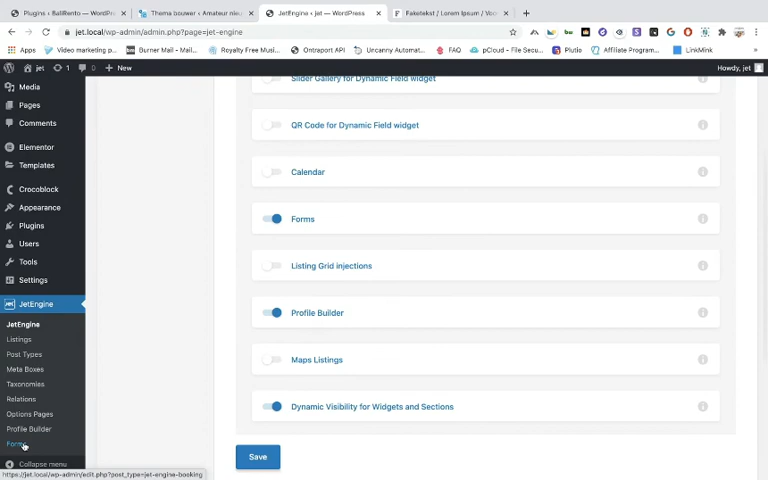 Plugins ‹ BaliRento — WordPr
Thema bouwer ‹ Amateur nieu
JetEngine ‹ jet — WordPress
Faketekst / Lorem Ipsum / Voo
jet.local/wp-admin/admin.php?page=jet-engine
Apps
Video marketing p...
Burner Mail - Mail...
Royalty Free Musi...
Ontraport API
Uncanny Automat...
FAQ
pCloud - File Secu...
Plutio
Affiliate Program...
LinkMink
jet
1
0
New
Howdy, jet
Media
Pages
Comments
Elementor
Templates
Crocoblock
Appearance
Plugins
Users
Tools
Settings
JetEngine
JetEngine
Listings
Post Types
Meta Boxes
Taxonomies
Relations
Options Pages
Profile Builder
Forms
Collapse menu
Slider Gallery for Dynamic Field widget
QR Code for Dynamic Field widget
Calendar
Forms
Listing Grid injections
Profile Builder
Maps Listings
Dynamic Visibility for Widgets and Sections
Save
https://jet.local/wp-admin/edit.php?post_type=jet-engine-booking